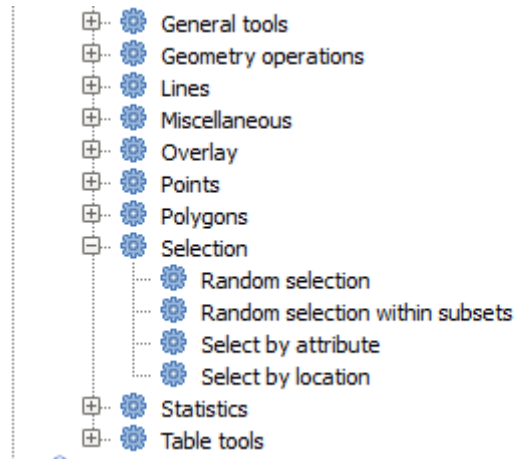 General tools
Geometry operations
Lines
Miscellaneous
Overlay
Points
Polygons
Selection
Random selection
Random selection within subsets
Select by attribute
Select by location
Statistics
Table tools